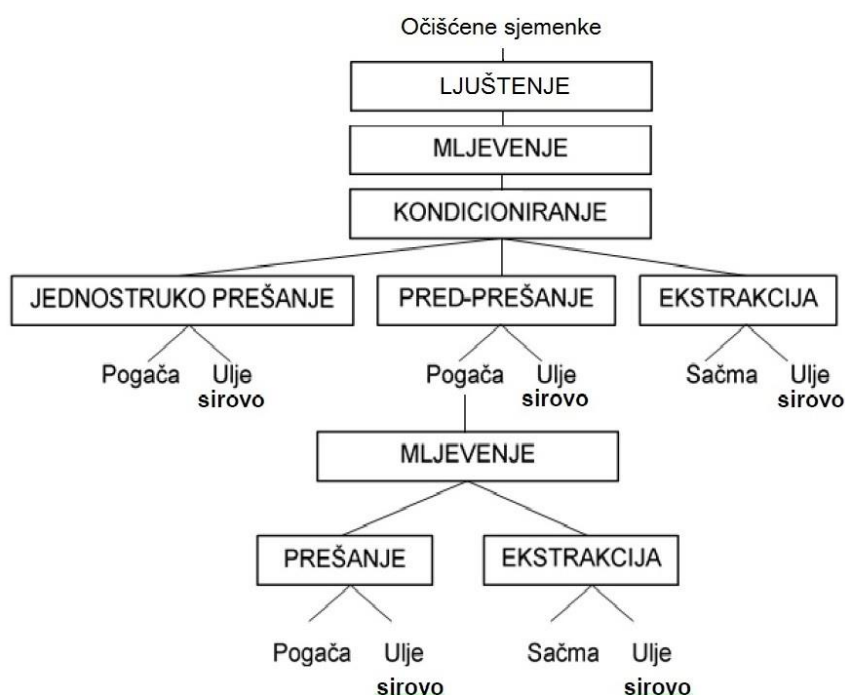 Očišćene sjemenke
LJUŠTENJE
MLJEVENJE
KONDICIONIRANJE
JEDNOSTRUKO PREŠANJE
PRED-PREŠANJE
EKSTRAKCIJA
Pogača
Ulje
sirovo
Pogača
Ulje
sirovo
Sačma
Ulje
sirovo
MLJEVENJE
PREŠANJE
EKSTRAKCIJA
Pogača
Ulje
sirovo
Sačma
Ulje
sirovo